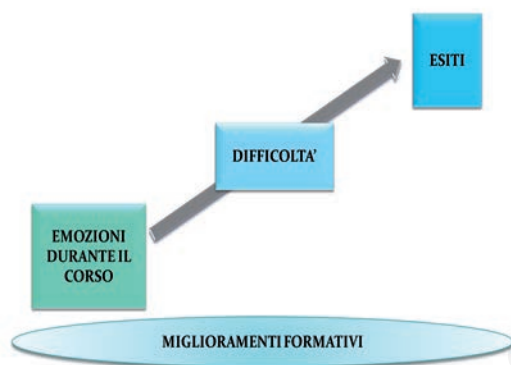 ESITI
DIFFICOLTA'
EMOZIONI
DURANTE IL
CORSO
MIGLIORAMENTI FORMATIVI